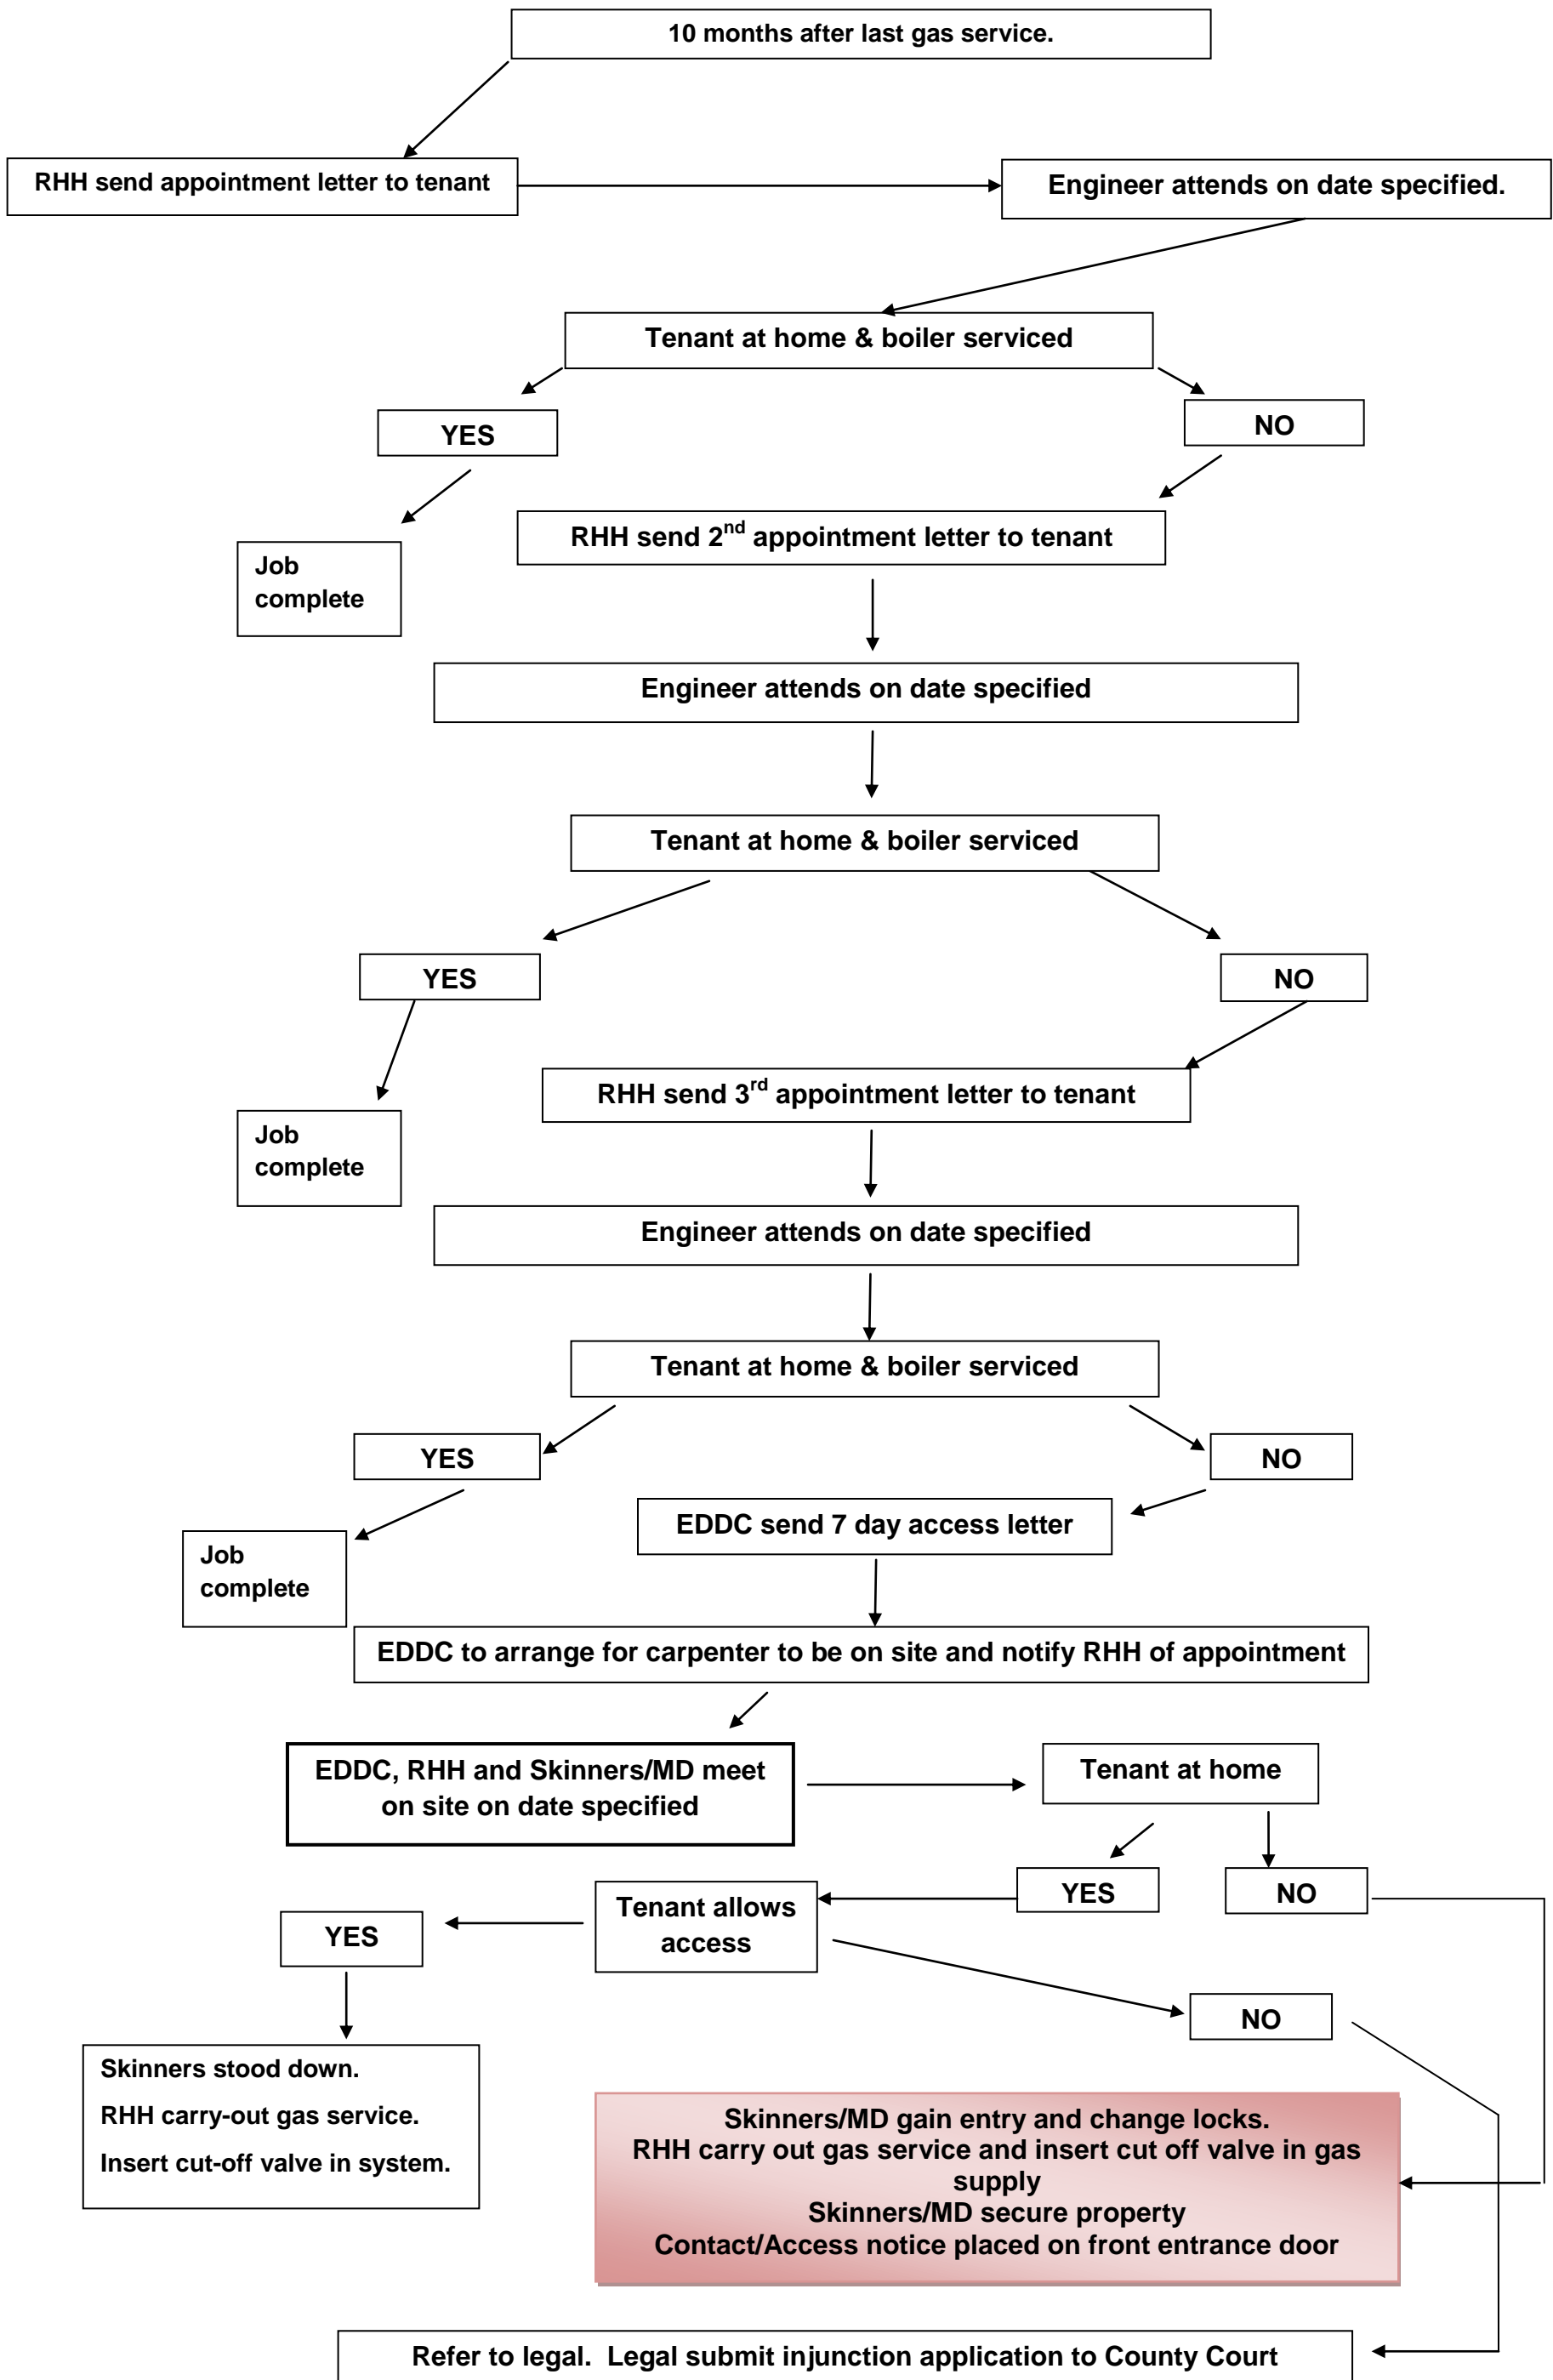 10 months after last gas service.
RHH send appointment letter to tenant
Engineer attends on date specified.
Tenant at home & boiler serviced
YES
NO
RHH send 2nd appointment letter to tenant
Job
complete
Engineer attends on date specified
Tenant at home & boiler serviced
YES
NO
RHH send 3rd appointment letter to tenant
Job
complete
Engineer attends on date specified
Tenant at home & boiler serviced
YES
NO
EDDC send 7 day access letter
Job
complete
EDDC to arrange for carpenter to be on site and notify RHH of appointment
EDDC, RHH and Skinners/MD meet
on site on date specified
Tenant at home
YES
NO
Tenant allows
access
YES
NO
Skinners stood down.
RHH carry-out gas service.
Insert cut-off valve in system.
Skinners/MD gain entry and change locks.
RHH carry out gas service and insert cut off valve in gas
supply
Skinners/MD secure property
Contact/Access notice placed on front entrance door
Refer to legal.  Legal submit injunction application to County Court